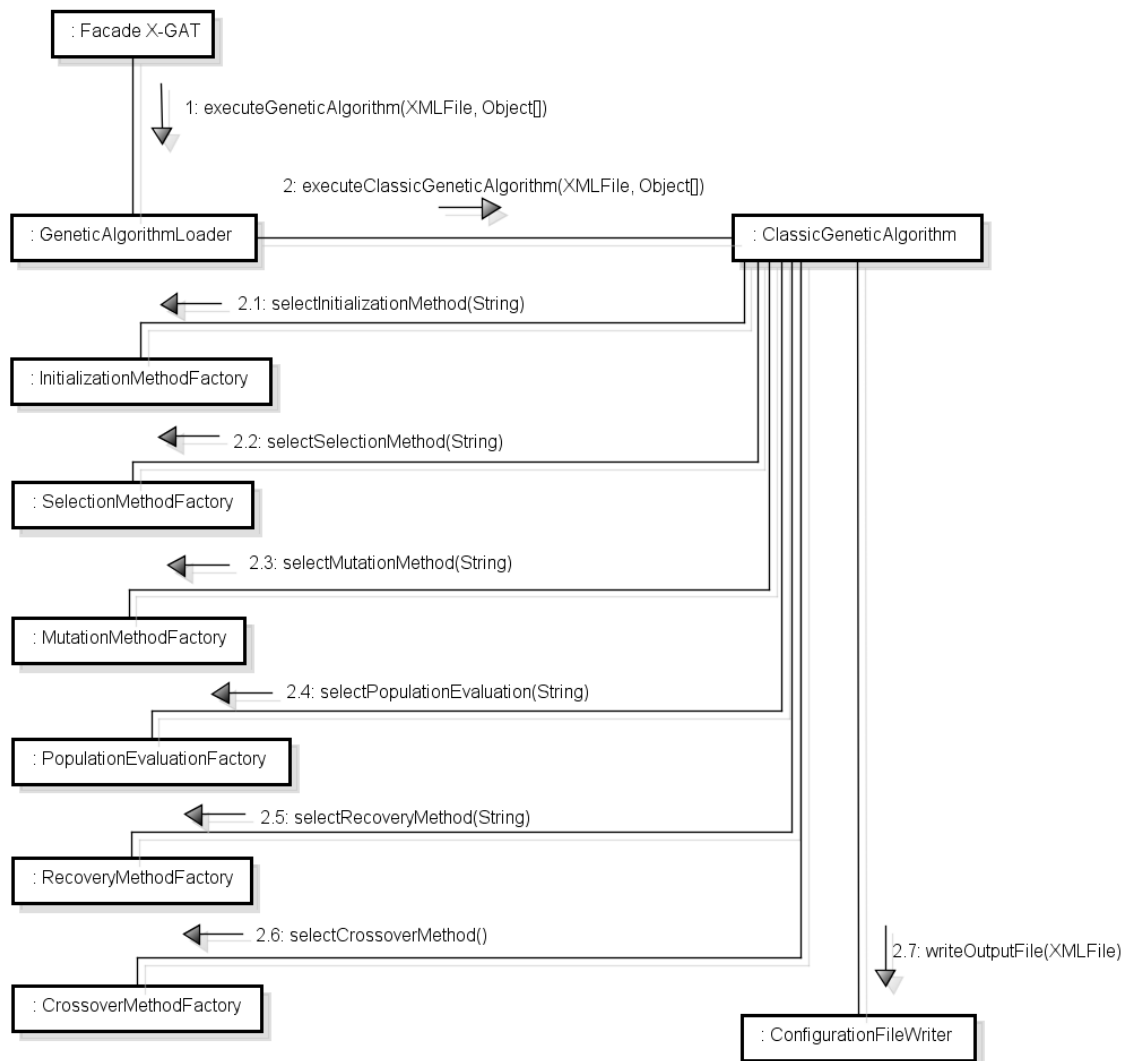 : Facade X-GAT
1: executeGeneticAlgorithm(XMLFile, Object[])
2: executeClassicGeneticAlgorithm(XMLFile, Object[])
: GeneticAlgorithmLoader
: ClassicGeneticAlgorithm
2.1: selectInitializationMethod(String)
: InitializationMethodFactory
2.2: selectSelectionMethod(String)
: SelectionMethodFactory
2.3: selectMutationMethod(String)
: MutationMethodFactory
2.4: selectPopulationEvaluation(String)
: PopulationEvaluationFactory
2.5: selectRecoveryMethod(String)
: RecoveryMethodFactory
2.6: selectCrossoverMethod()
2.7: writeOutputFile(XMLFile)
: CrossoverMethodFactory
: ConfigurationFileWriter